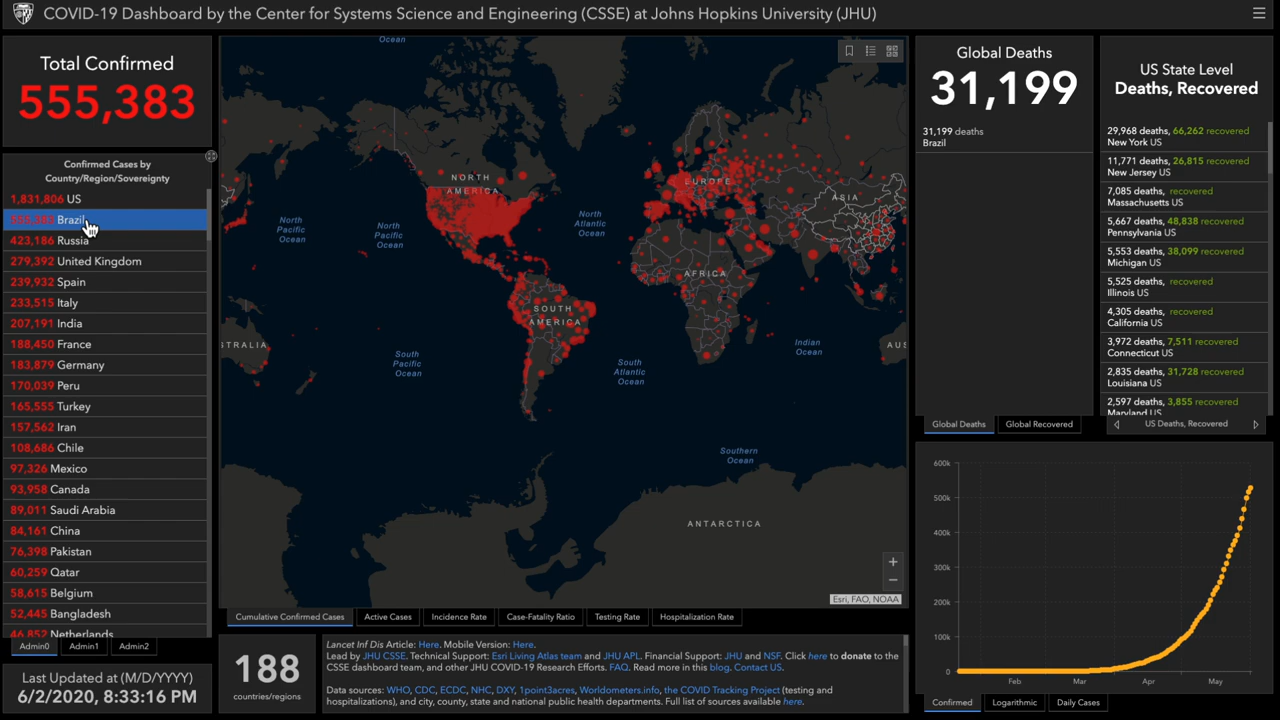 COVID-19 Dashboard by the Center for Systems Science and Engineering (CSSE) at Johns Hopkins University (JHU)
Total Confirmed
555,383
Confirmed Cases by
Country/Region/Sovereignty
1,831,806 US
555,383 Brazil
423,186 Russia
279,392 United Kingdom
239,932 Spain
233,515 Italy
207,191 India
188,450 France
183,879 Germany
170,039 Peru
165,555 Turkey
157,562 Iran
108,686 Chile
97,326 Mexico
93,958 Canada
89,011 Saudi Arabia
84,161 China
76,398 Pakistan
60,259 Qatar
58,615 Belgium
52,445 Bangladesh
46,852 Netherlands
Admin0
Admin1
Admin2
Last Updated at (M/D/YYYY)
6/2/2020, 8:33:16 PM
Ocean
NORTH
AMERICA
EUROPE
ASIA
North
Pacific
Ocean
North
Pacific
Ocean
North
Atlantic
Ocean
AFRICA
SOUTH
AMERICA
TRALIA
South
Pacific
Ocean
South
Atlantic
Ocean
Indian
Ocean
AUS
Southern
Ocean
ANTARCTICA
+
−
Esri, FAO, NOAA
Cumulative Confirmed Cases
Active Cases
Incidence Rate
Case-Fatality Ratio
Testing Rate
Hospitalization Rate
188
countries/regions
Lancet Inf Dis Article: Here. Mobile Version: Here.
Lead by JHU CSSE. Technical Support: Esri Living Atlas team and JHU APL. Financial Support: JHU and NSF. Click here to donate to the
CSSE dashboard team, and other JHU COVID-19 Research Efforts. FAQ. Read more in this blog. Contact US.
Data sources: WHO, CDC, ECDC, NHC, DXY, 1point3acres, Worldometers.info, the COVID Tracking Project (testing and
hospitalizations), and city, county, state and national public health departments. Full list of sources available here.
Global Deaths
31,199
31,199 deaths
Brazil
Global Deaths
Global Recovered
US State Level
Deaths, Recovered
29,968 deaths, 66,262 recovered
New York US
11,771 deaths, 26,815 recovered
New Jersey US
7,085 deaths, recovered
Massachusetts US
5,667 deaths, 48,838 recovered
Pennsylvania US
5,553 deaths, 38,099 recovered
Michigan US
5,525 deaths, recovered
Illinois US
4,305 deaths, recovered
California US
3,972 deaths, 7,511 recovered
Connecticut US
2,835 deaths, 31,728 recovered
Louisiana US
2,597 deaths, 3,855 recovered
Maryland US
US Deaths, Recovered
600k
500k
400k
300k
200k
100k
0
Feb
Mar
Apr
May
Confirmed
Logarithmic
Daily Cases